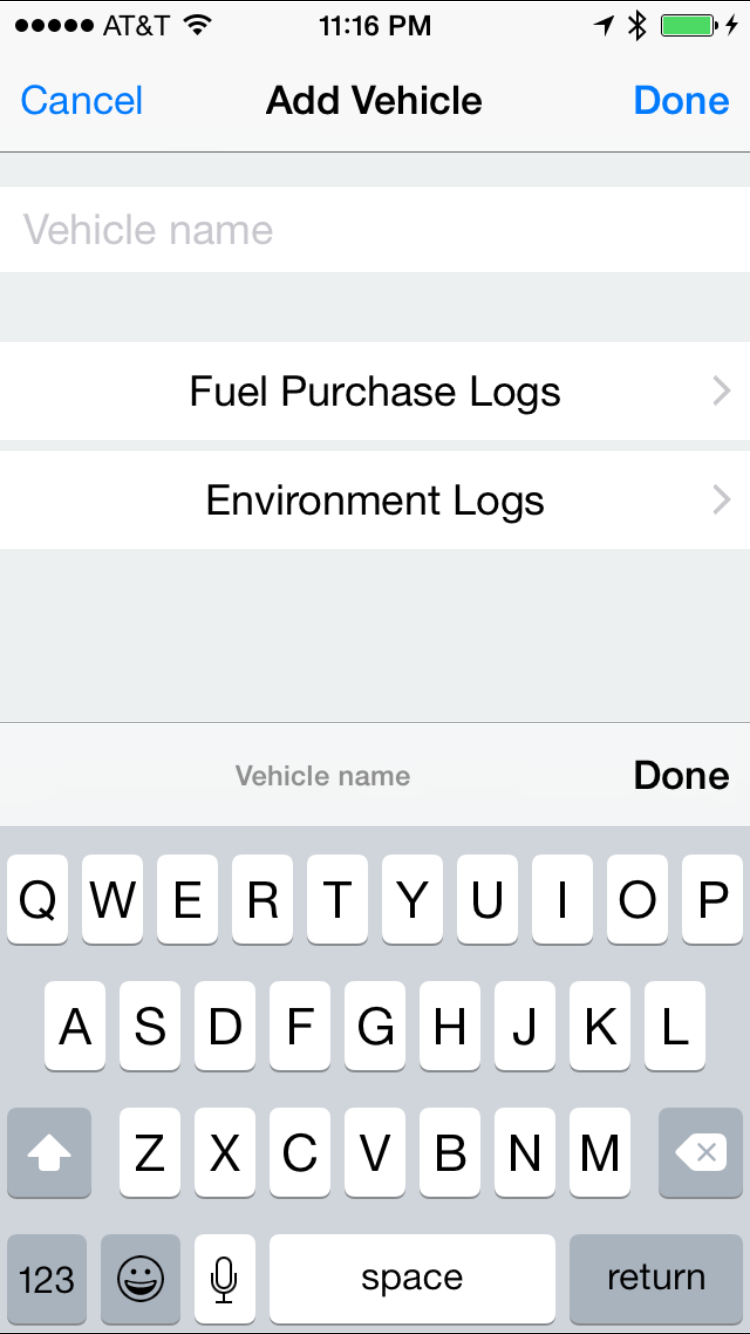 AT&T 11:16 PM
Cancel Add Vehicle Done
Vehicle name
Fuel Purchase Logs
Environment Logs
Vehicle name Done
Q W E R T Y U I O P
A S D F G H J K L
Z X C V B N M
123 space return